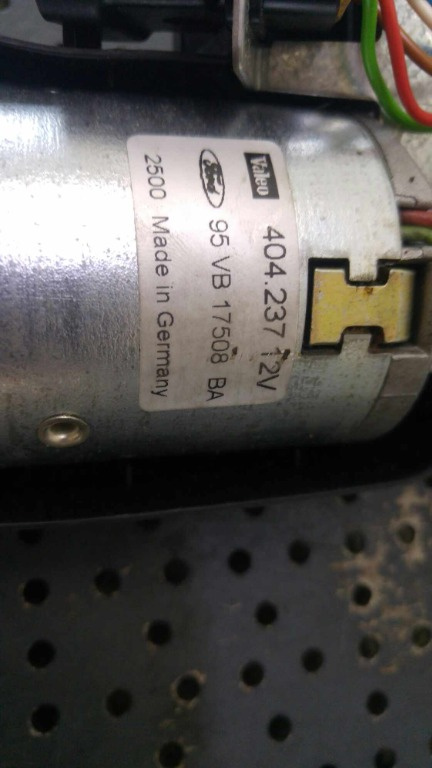 Valeo 404.237 12V
Ford 95 VB 17508 BA
2500 Made in Germany